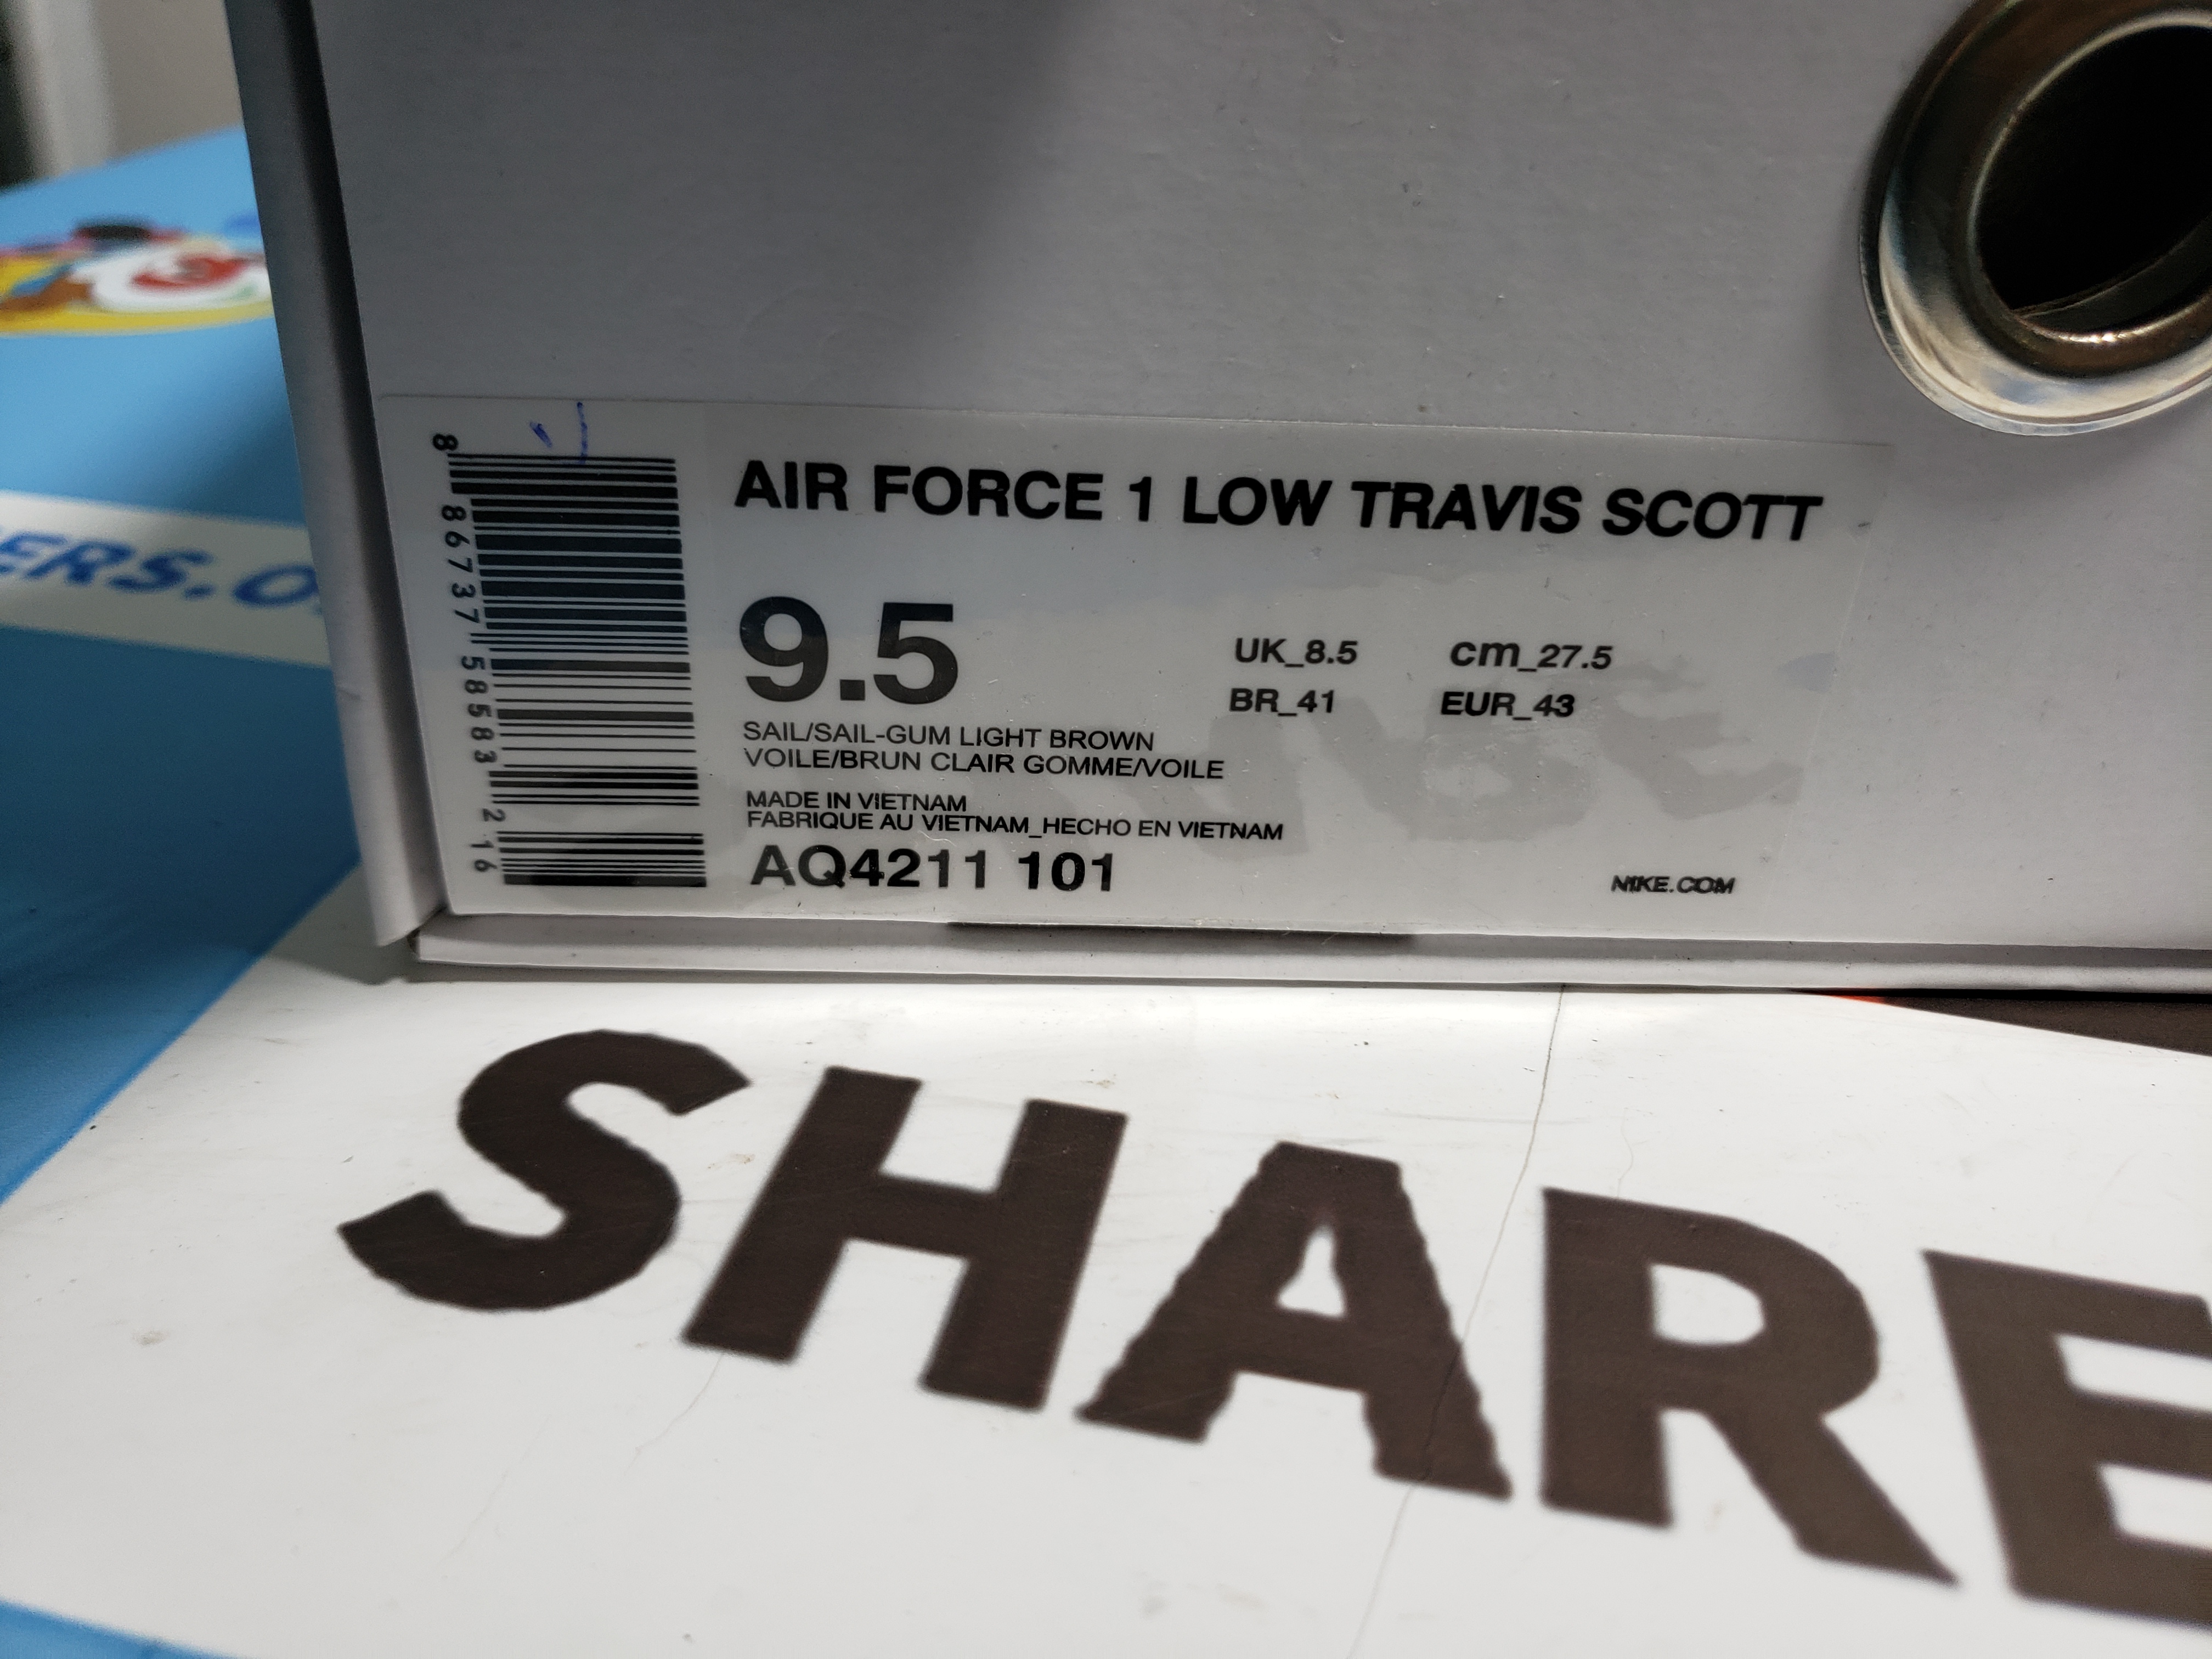 AIR FORCE 1 LOW TRAVIS SCOTT
9.5
UK_8.5 cm_27.5
BR_41 EUR_43
SAIL/SAIL-GUM LIGHT BROWN
VOILE/BRUN CLAIR GOMME/VOILE
MADE IN VIETNAM
FABRIQUE AU VIETNAM_HECHO EN VIETNAM
AQ4211 101
NIKE.COM
8 86737 58583 2 16
SHARE